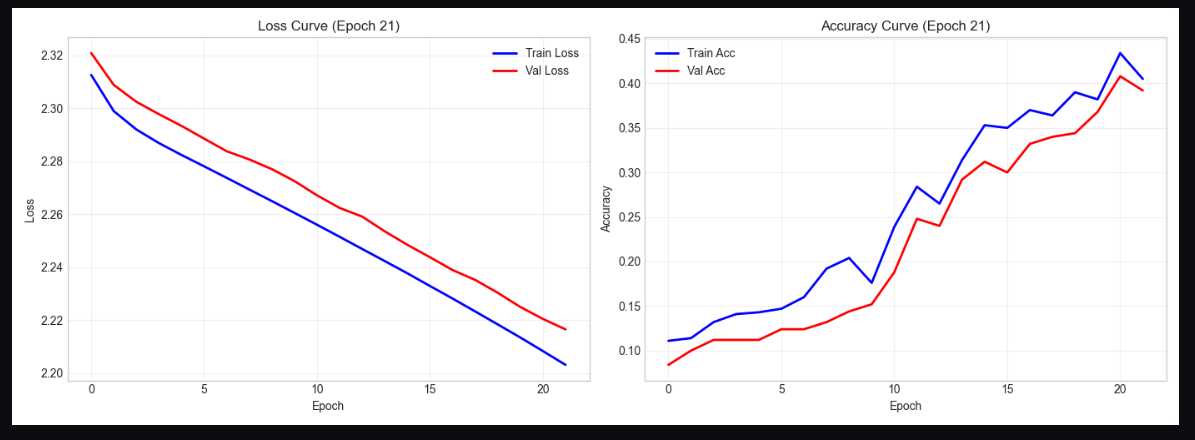 Loss Curve (Epoch 21)
Train Loss
Val Loss
2.32
2.30
2.28
2.26
2.24
2.22
2.20
Loss
0
5
10
15
20
Epoch
Accuracy Curve (Epoch 21)
Train Acc
Val Acc
0.45
0.40
0.35
0.30
0.25
0.20
0.15
0.10
Accuracy
0
5
10
15
20
Epoch